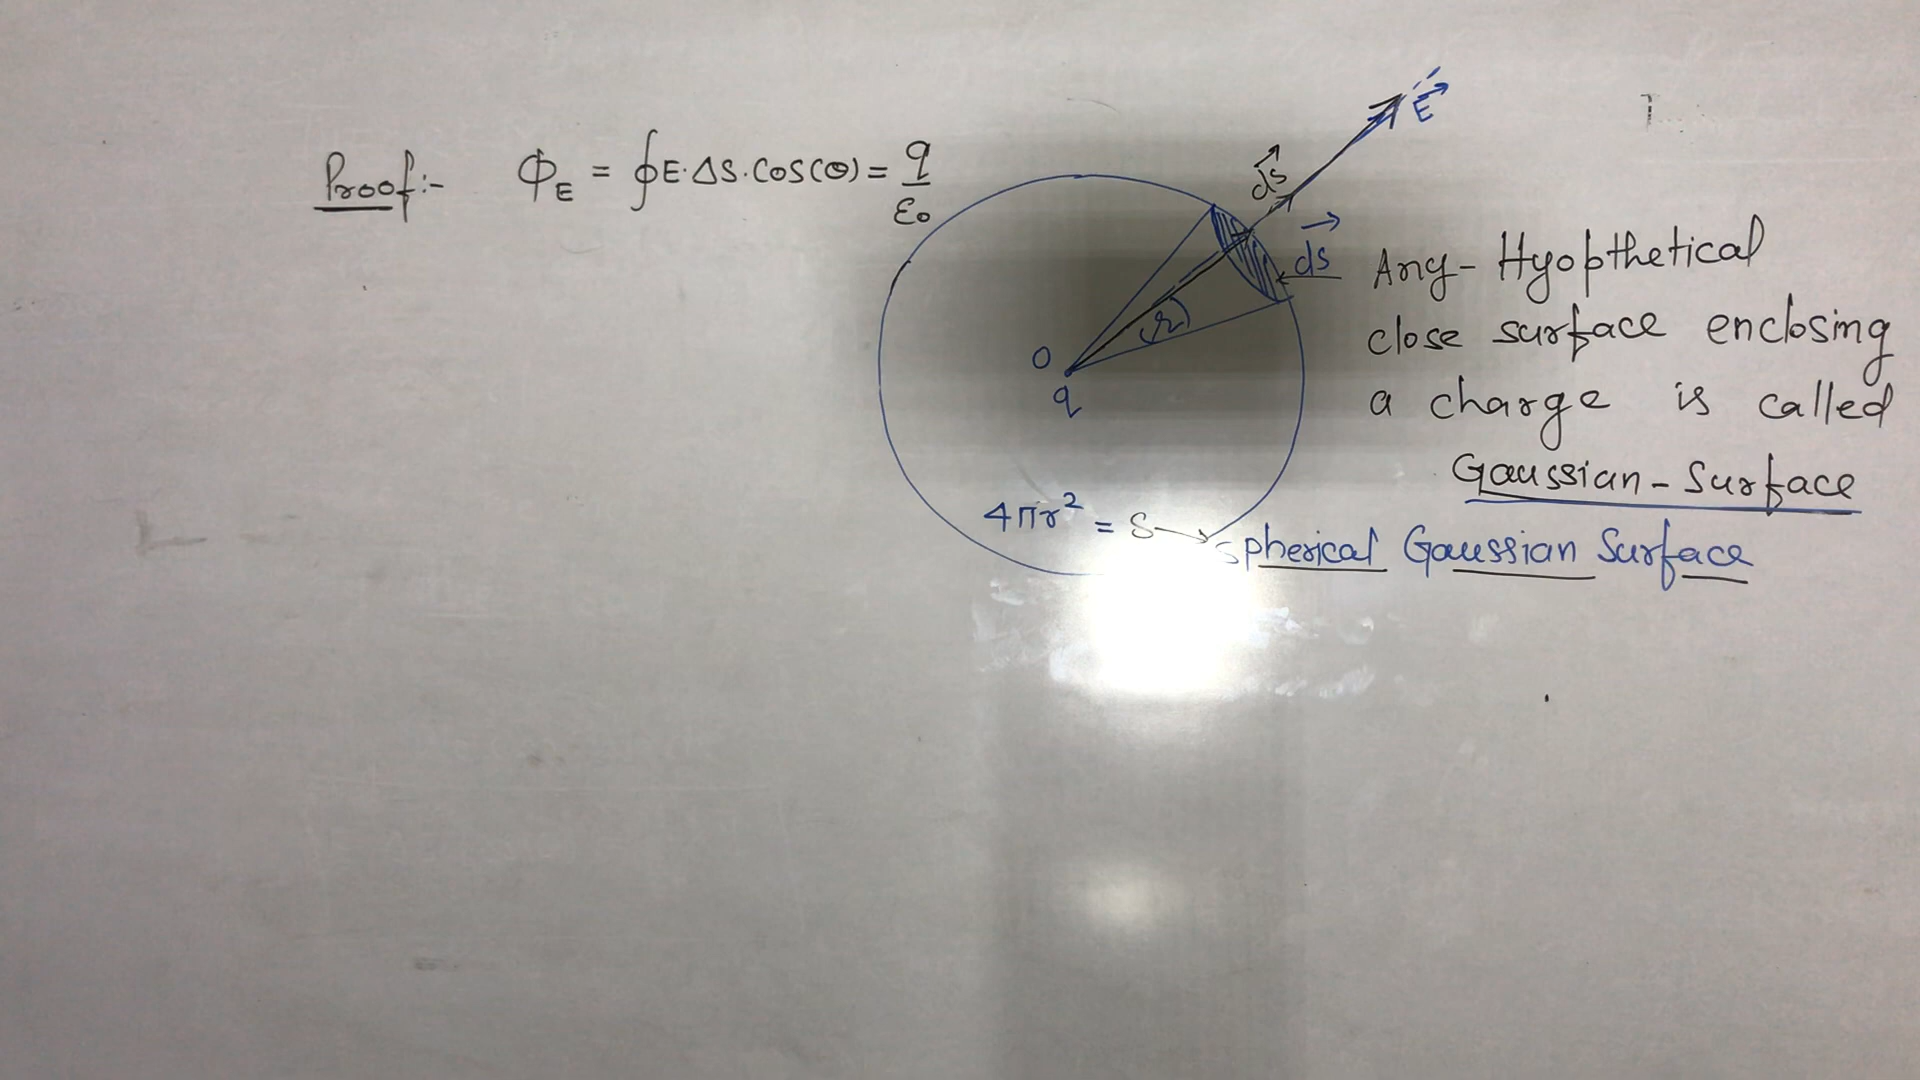 Proof:- ΦE = ∮E·ΔS·Cos(Θ) = q/ε₀
E⃗
ds⃗
ds⃗
(r)
O
q
4πr² = S → Spherical Gaussian Surface
Any- Hyopthetical
close surface enclosing
a charge is called
Gaussian-Surface